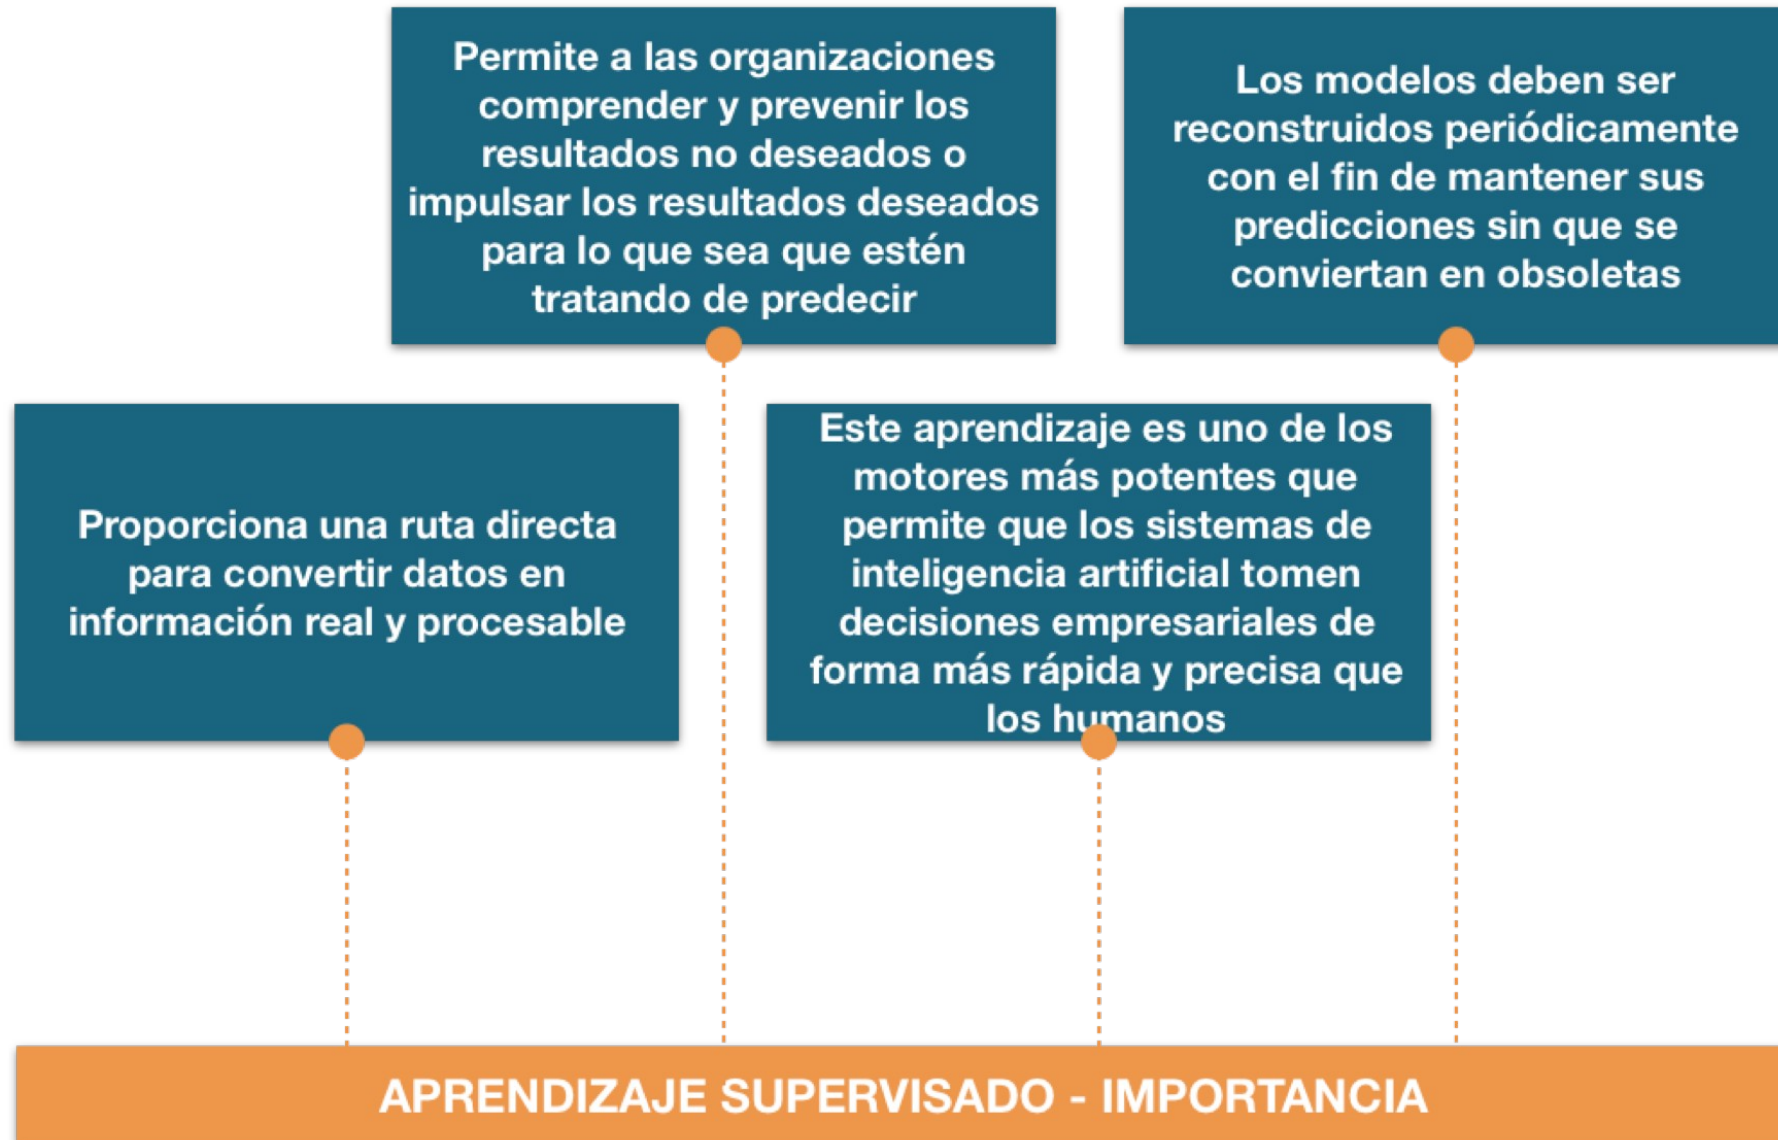 Permite a las organizaciones
comprender y prevenir los
resultados no deseados o
impulsar los resultados deseados
para lo que sea que estén
tratando de predecir
Los modelos deben ser
reconstruidos periódicamente
con el fin de mantener sus
predicciones sin que se
conviertan en obsoletas
Proporciona una ruta directa
para convertir datos en
información real y procesable
Este aprendizaje es uno de los
motores más potentes que
permite que los sistemas de
inteligencia artificial tomen
decisiones empresariales de
forma más rápida y precisa que
los humanos
APRENDIZAJE SUPERVISADO - IMPORTANCIA